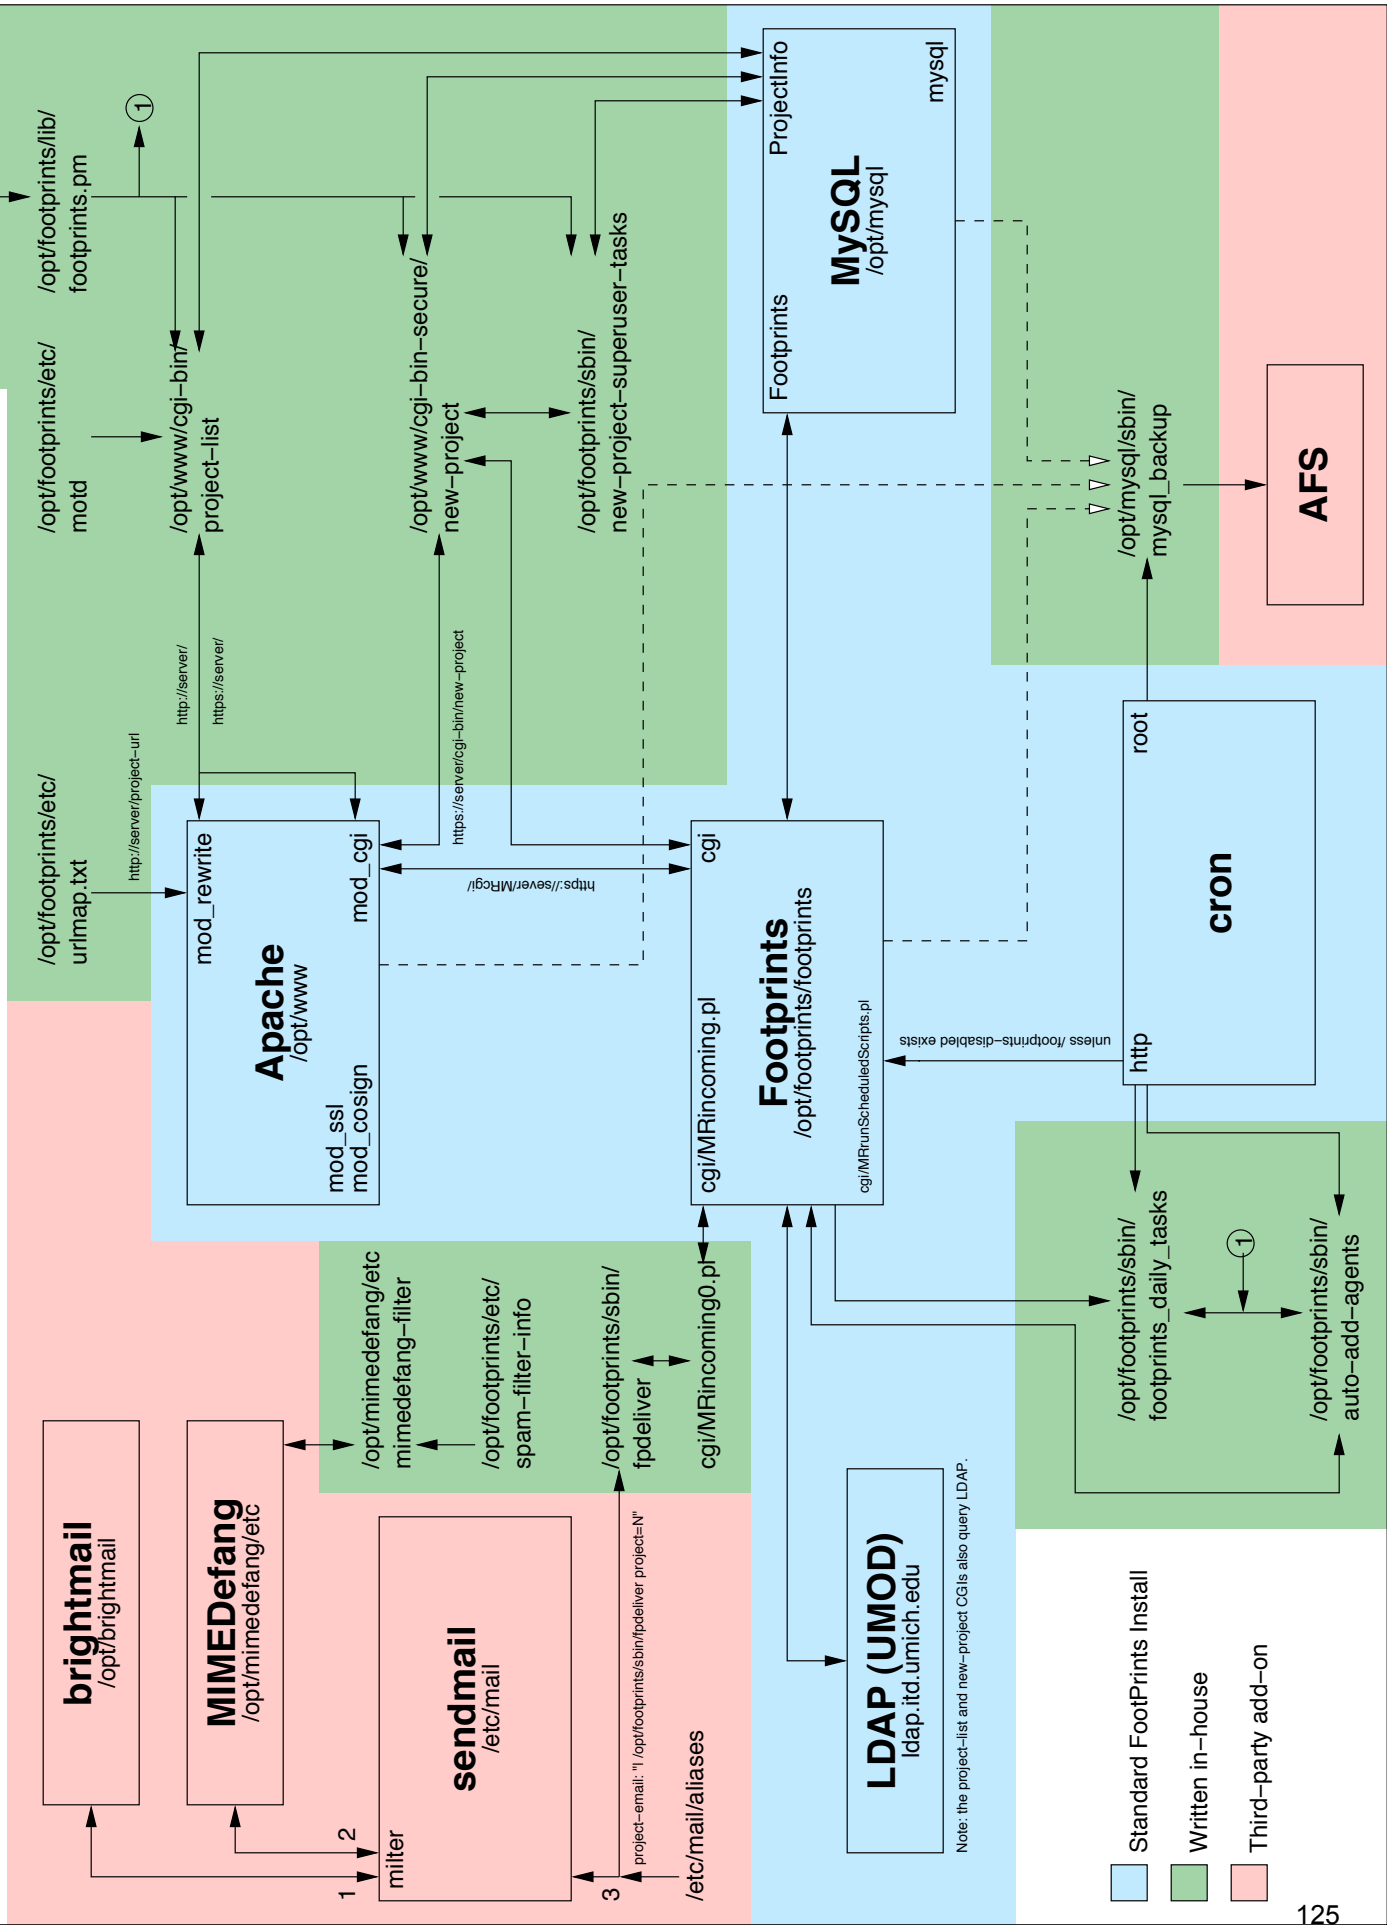 brightmail
/opt/brightmail
MIMEDefang
/opt/mimedefang/etc
sendmail
/etc/mail
milter
1
2
3
project-email: "| /opt/footprints/sbin/fpdeliver project=N"
/etc/mail/aliases
/opt/mimedefang/etc
mimedefang-filter
/opt/footprints/etc/
spam-filter-info
/opt/footprints/sbin/
fpdeliver
cgi/MRincoming0.pl
LDAP (UMOD)
ldap.itd.umich.edu
Note: the project-list and new-project CGIs also query LDAP.
Standard FootPrints Install
Written in-house
Third-party add-on
/opt/footprints/etc/
urlmap.txt
http://server/project-url
mod_rewrite
Apache
/opt/www
mod_ssl
mod_cosign
mod_cgi
http://server/
https://server/
https://server/cgi-bin/new-project
https://sever/MRcgi/
cgi/MRincoming.pl
cgi
Footprints
/opt/footprints/footprints
cgi/MRrunScheduledScripts.pl
unless /footprints-disabled exists
http
root
cron
/opt/footprints/sbin/
footprints_daily_tasks
1
/opt/footprints/sbin/
auto-add-agents
/opt/footprints/etc/
motd
/opt/footprints/lib/
footprints.pm
1
/opt/www/cgi-bin/
project-list
/opt/www/cgi-bin-secure/
new-project
/opt/footprints/sbin/
new-project-superuser-tasks
Footprints
ProjectInfo
MySQL
/opt/mysql
mysql
/opt/mysql/sbin/
mysql_backup
AFS
125